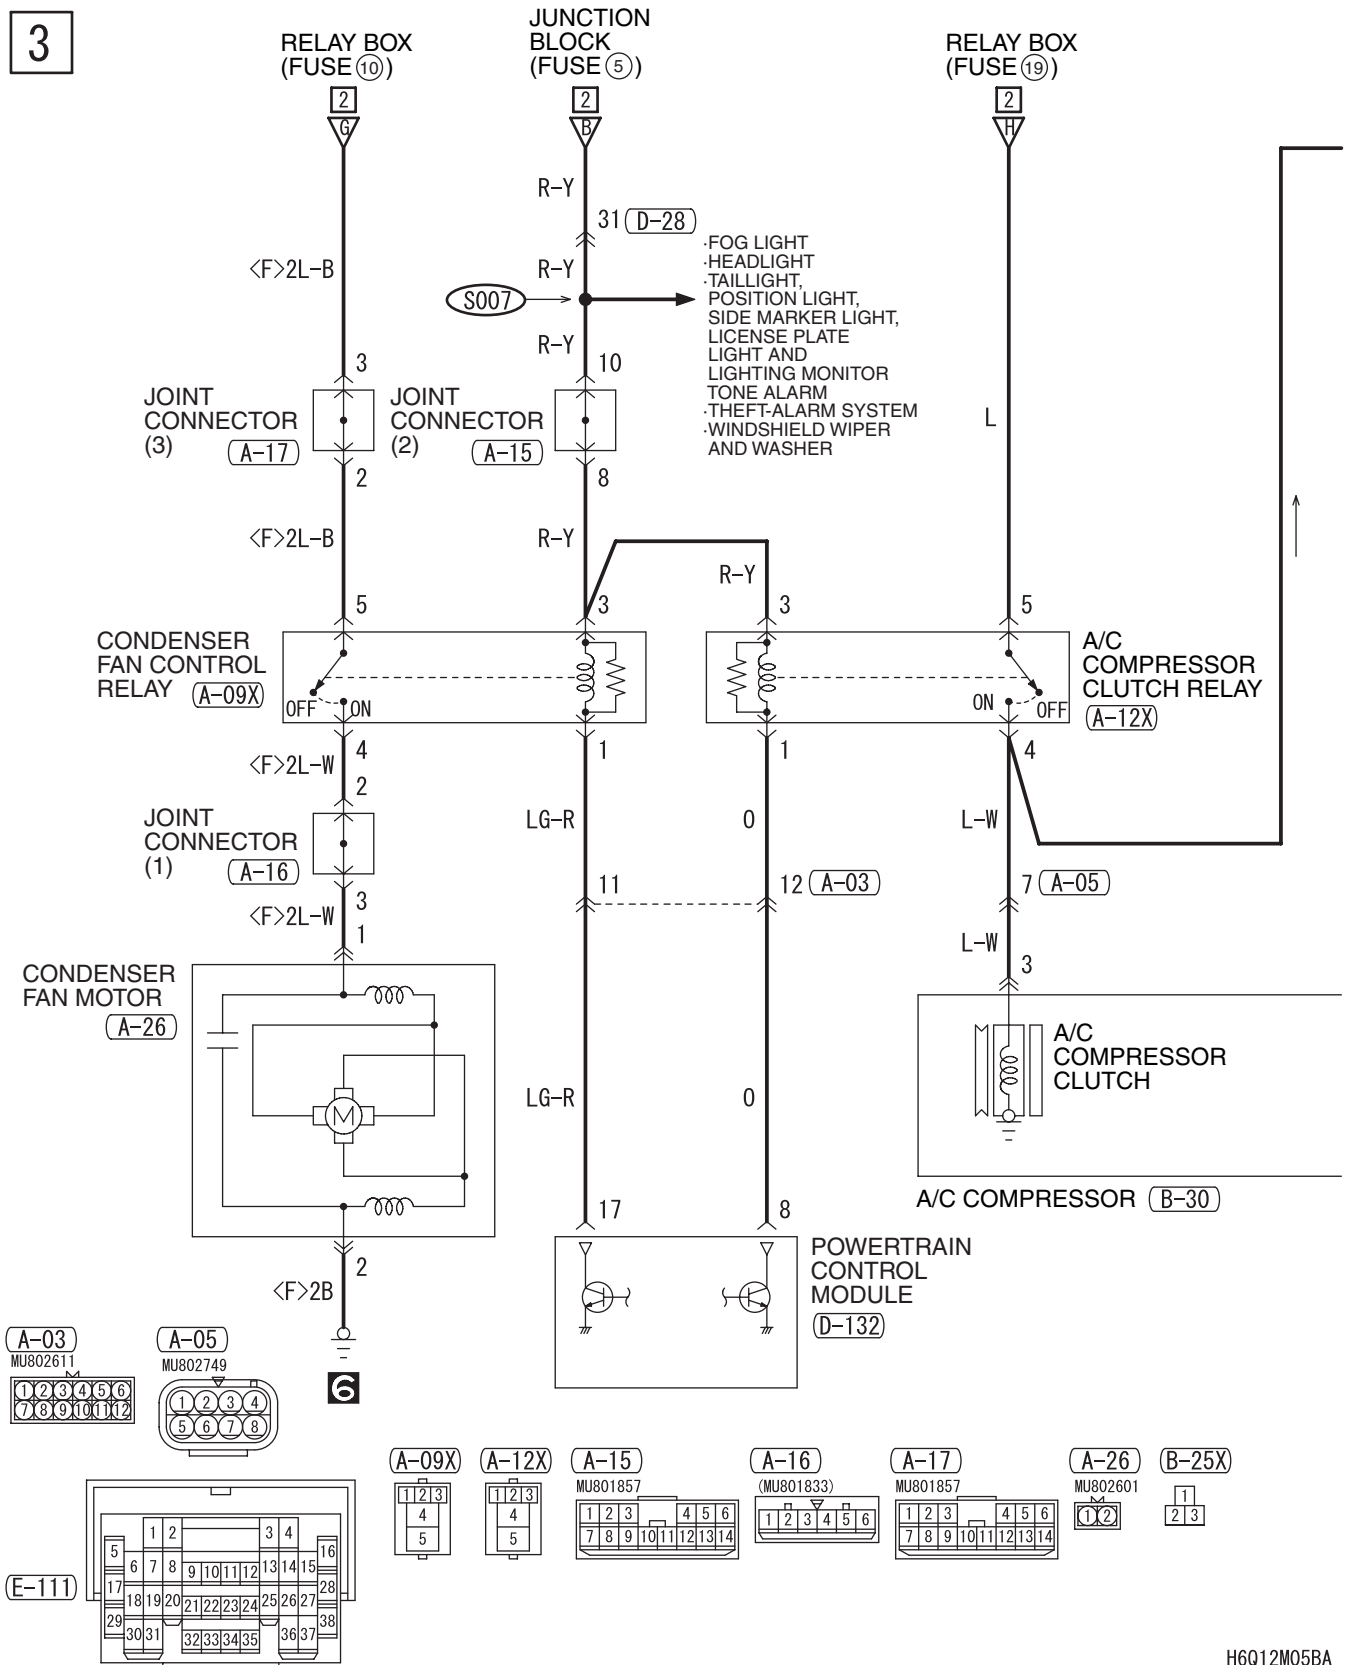 3
RELAY BOX
(FUSE 10)
JUNCTION
BLOCK
(FUSE 5)
RELAY BOX
(FUSE 19)
2
2
2
G
B
H
R-Y
31 D-28
<F>2L-B
R-Y
·FOG LIGHT
·HEADLIGHT
·TAILLIGHT,
POSITION LIGHT,
SIDE MARKER LIGHT,
LICENSE PLATE
LIGHT AND
LIGHTING MONITOR
TONE ALARM
·THEFT-ALARM SYSTEM
·WINDSHIELD WIPER
AND WASHER
S007
R-Y
3
10
JOINT
CONNECTOR
(3)
A-17
JOINT
CONNECTOR
(2)
A-15
L
2
8
<F>2L-B
R-Y
R-Y
5
3
3
5
CONDENSER
FAN CONTROL
RELAY A-09X
OFF ON
A/C
COMPRESSOR
CLUTCH RELAY
A-12X
ON OFF
4
1
1
4
<F>2L-W
2
JOINT
CONNECTOR
(1)
A-16
LG-R
O
L-W
3
11
12 A-03
7 A-05
<F>2L-W
1
L-W
3
CONDENSER
FAN MOTOR
A-26
M
A/C
COMPRESSOR
CLUTCH
LG-R
O
A/C COMPRESSOR B-30
17
8
2
<F>2B
6
POWERTRAIN
CONTROL
MODULE
D-132
A-03
MU802611
1 2 3 4 5 6
7 8 9 10 11 12
A-05
MU802749
1 2 3 4
5 6 7 8
A-09X
1 2 3
4
5
A-12X
1 2 3
4
5
A-15
MU801857
1 2 3 4 5 6
7 8 9 10 11 12 13 14
A-16
(MU801833)
1 2 3 4 5 6
A-17
MU801857
1 2 3 4 5 6
7 8 9 10 11 12 13 14
A-26
MU802601
1 2
B-25X
1
2 3
E-111
1 2 3 4
5 16
6 7 8 9 10 11 12 13 14 15
17 28
18 19 20 21 22 23 24 25 26 27
29 38
30 31 32 33 34 35 36 37
H6Q12M05BA